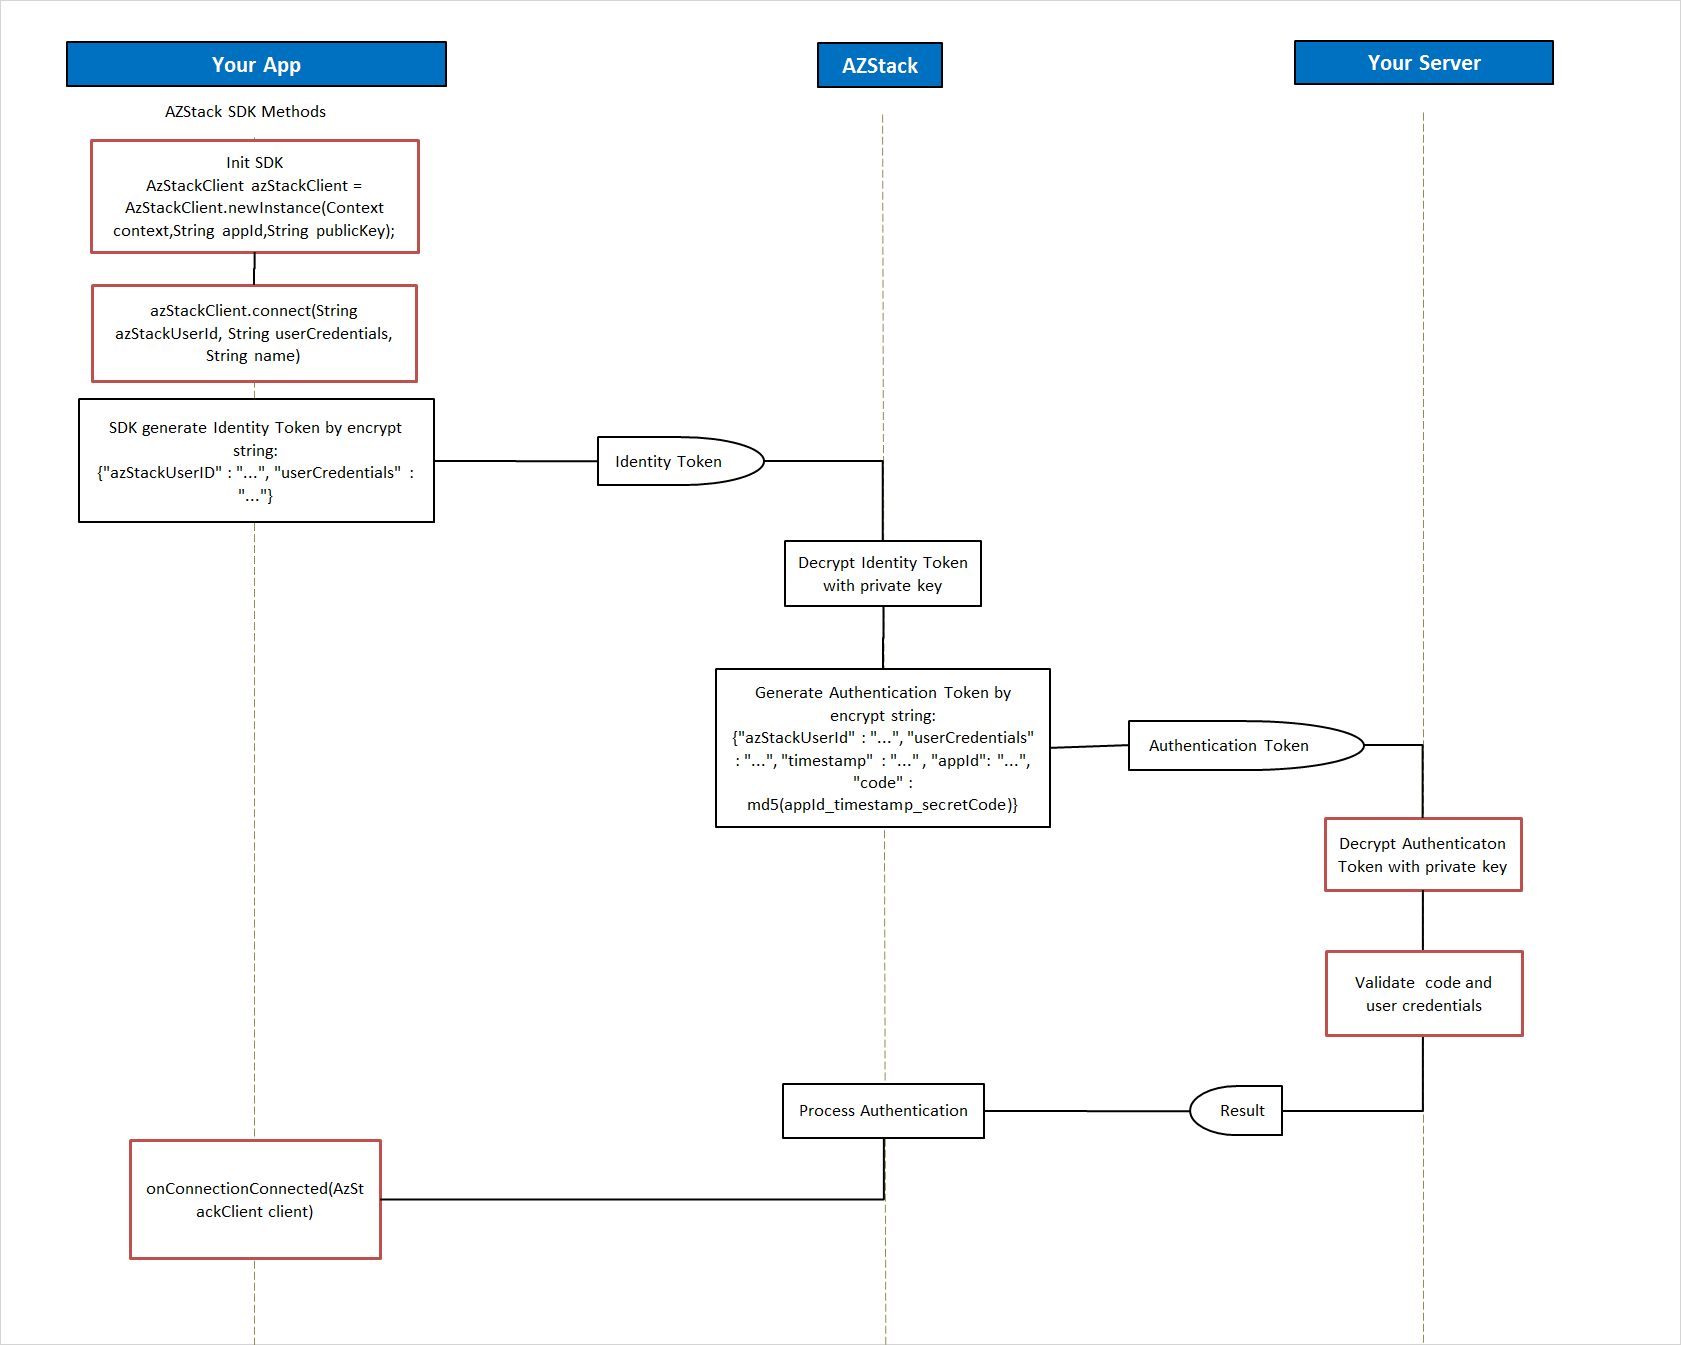 Your App
AZStack
Your Server
AZStack SDK Methods
Init SDK
AzStackClient azStackClient =
AzStackClient.newInstance(Context
context,String appId,String publicKey);
azStackClient.connect(String
azStackUserId, String userCredentials,
String name)
SDK generate Identity Token by encrypt
string:
{"azStackUserID" : "...", "userCredentials" :
"..."}
Identity Token
Decrypt Identity Token
with private key
Generate Authentication Token by
encrypt string:
{"azStackUserId" : "...", "userCredentials"
: "...", "timestamp" : "..." , "appId": "...",
"code" :
md5(appId_timestamp_secretCode)}
Authentication Token
Decrypt Authenticaton
Token with private key
Validate code and
user credentials
Result
Process Authentication
onConnectionConnected(AzSt
ackClient client)